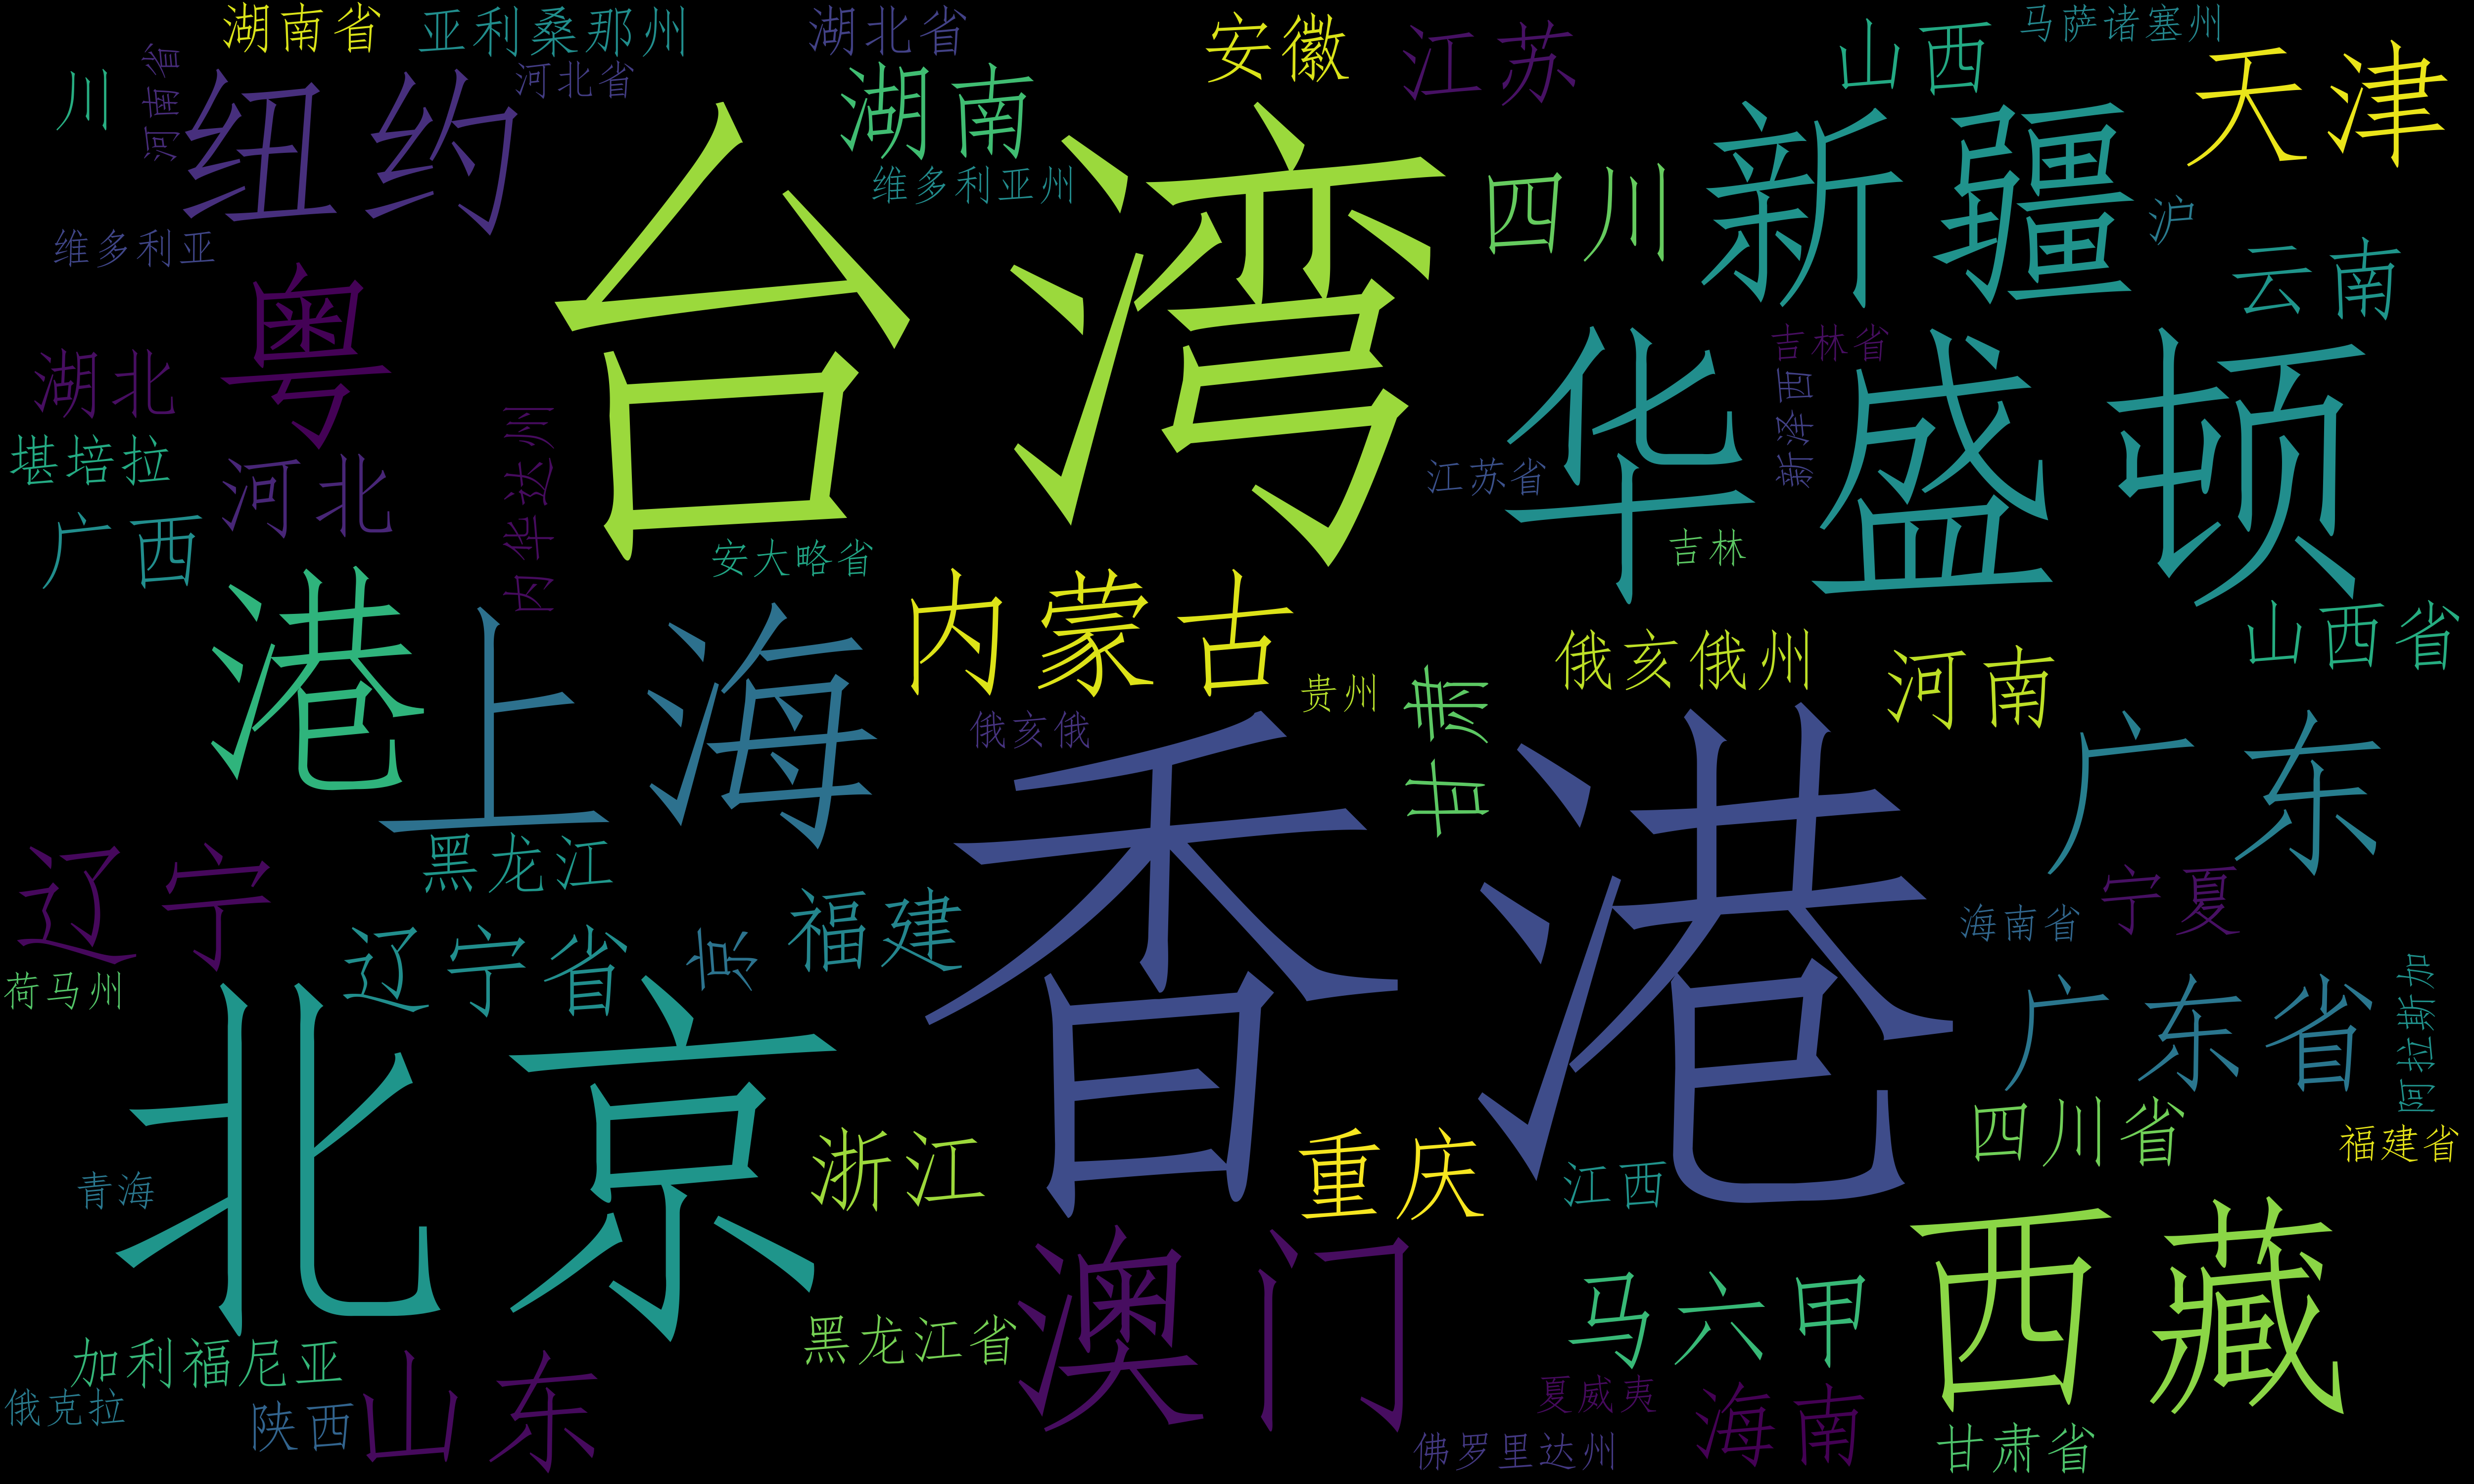 湖南省
亚利桑那州
湖北省
安徽
江苏
山西
马萨诸塞州
天津
川
河南省
纽约
河北省
湖南
维多利亚州
台湾
四川
新疆
沪
云南
维多利亚
粤
湖北
河北
堪培拉
广西
内华达州
安大略省
华盛顿
吉林省
新泽西
江苏省
吉林
山西省
港
上海
内蒙古
俄亥俄
贵州
甘肃
俄亥俄州
河南
广东
香港
辽宁
黑龙江
辽宁省
京
福建
海南省
宁夏
荷马州
北京
广东省
阿拉斯加
青海
浙江
重庆
江西
四川省
福建省
澳门
马六甲
西藏
加利福尼亚
黑龙江省
俄克拉
陕西
山东
夏威夷
海南
佛罗里达州
甘肃省